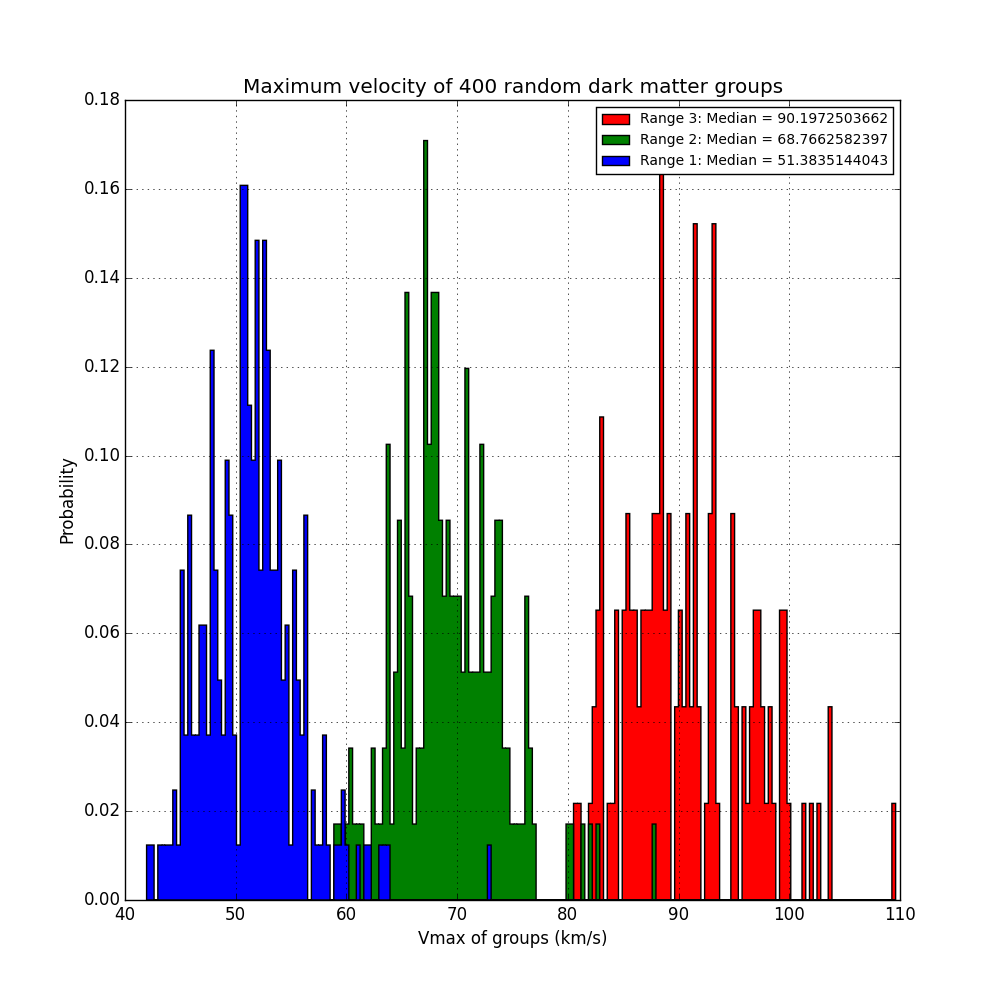 Maximum velocity of 400 random dark matter groups
Range 3: Median = 90.1972503662
Range 2: Median = 68.7662582397
Range 1: Median = 51.3835144043
0.18
0.16
0.14
0.12
0.10
0.08
0.06
0.04
0.02
0.00
Probability
40 50 60 70 80 90 100 110
Vmax of groups (km/s)